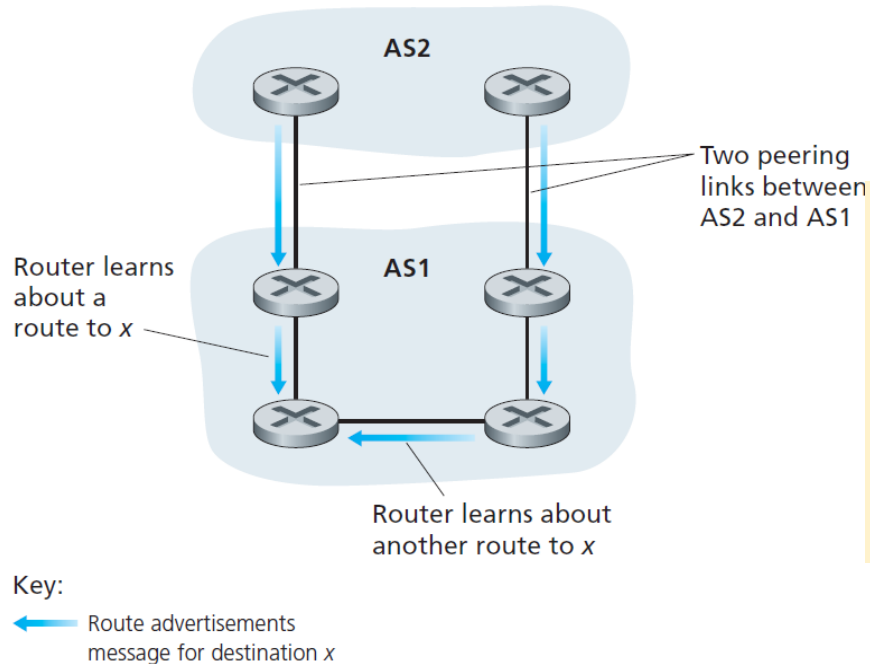 AS2
Two peering
links between
AS2 and AS1
Router learns
about a
route to x
AS1
Router learns about
another route to x
Key:
Route advertisements
message for destination x